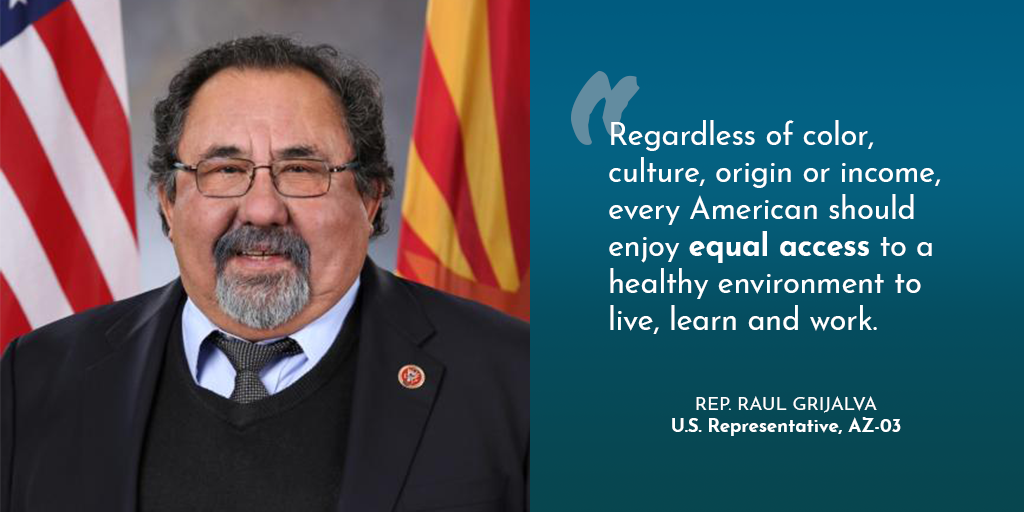 Regardless of color,
culture, origin or income,
every American should
enjoy equal access to a
healthy environment to
live, learn and work.
REP. RAUL GRIJALVA
U.S. Representative, AZ-03